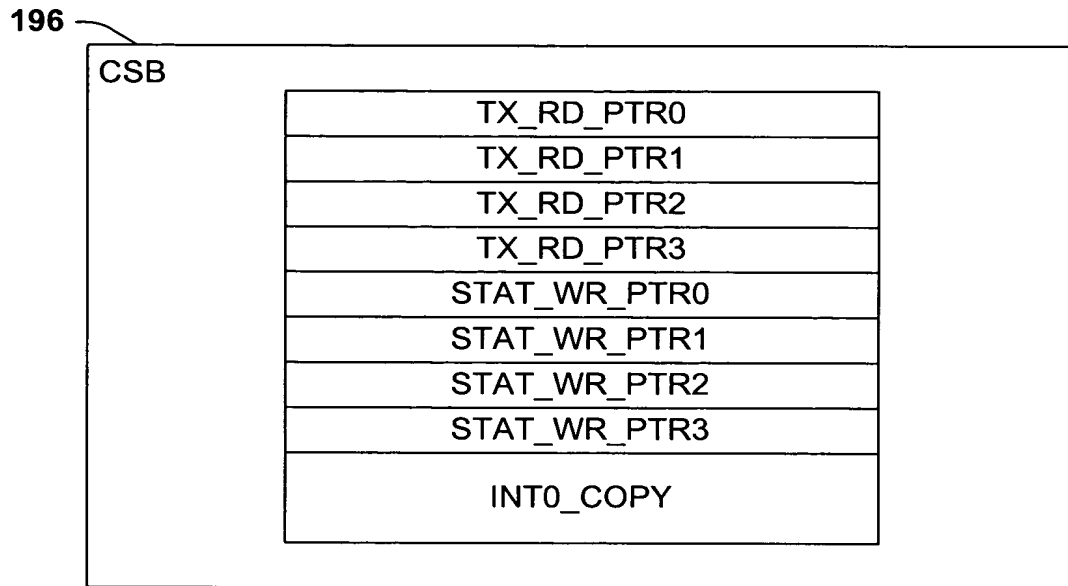 196
CSB
TX_RD_PTR0
TX_RD_PTR1
TX_RD_PTR2
TX_RD_PTR3
STAT_WR_PTR0
STAT_WR_PTR1
STAT_WR_PTR2
STAT_WR_PTR3
INT0_COPY